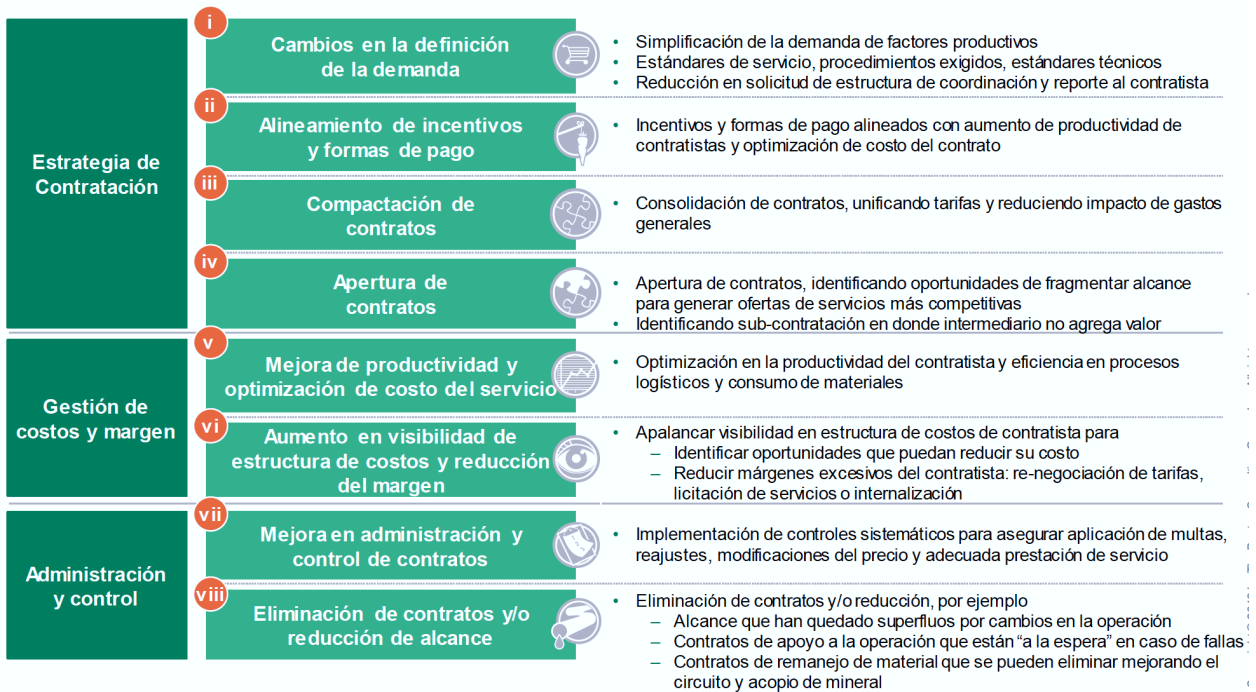 Estrategia de
Contratación
i
Cambios en la definición
de la demanda
• Simplificación de la demanda de factores productivos
• Estándares de servicio, procedimientos exigidos, estándares técnicos
• Reducción en solicitud de estructura de coordinación y reporte al contratista
ii
Alineamiento de incentivos
y formas de pago
• Incentivos y formas de pago alineados con aumento de productividad de
contratistas y optimización de costo del contrato
iii
Compactación de
contratos
• Consolidación de contratos, unificando tarifas y reduciendo impacto de gastos
generales
iv
Apertura de
contratos
• Apertura de contratos, identificando oportunidades de fragmentar alcance
para generar ofertas de servicios más competitivas
• Identificando sub-contratación en donde intermediario no agrega valor
Gestión de
costos y margen
v
Mejora de productividad y
optimización de costo del servicio
• Optimización en la productividad del contratista y eficiencia en procesos
logísticos y consumo de materiales
vi
Aumento en visibilidad de
estructura de costos y reducción
del margen
• Apalancar visibilidad en estructura de costos de contratista para
– Identificar oportunidades que puedan reducir su costo
– Reducir márgenes excesivos del contratista: re-negociación de tarifas,
licitación de servicios o internalización
Administración
y control
vii
Mejora en administración y
control de contratos
• Implementación de controles sistemáticos para asegurar aplicación de multas,
reajustes, modificaciones del precio y adecuada prestación de servicio
viii
Eliminación de contratos y/o
reducción de alcance
• Eliminación de contratos y/o reducción, por ejemplo
– Alcance que han quedado superfluos por cambios en la operación
– Contratos de apoyo a la operación que están “a la espera” en caso de fallas
– Contratos de remanejo de material que se pueden eliminar mejorando el
circuito y acopio de mineral